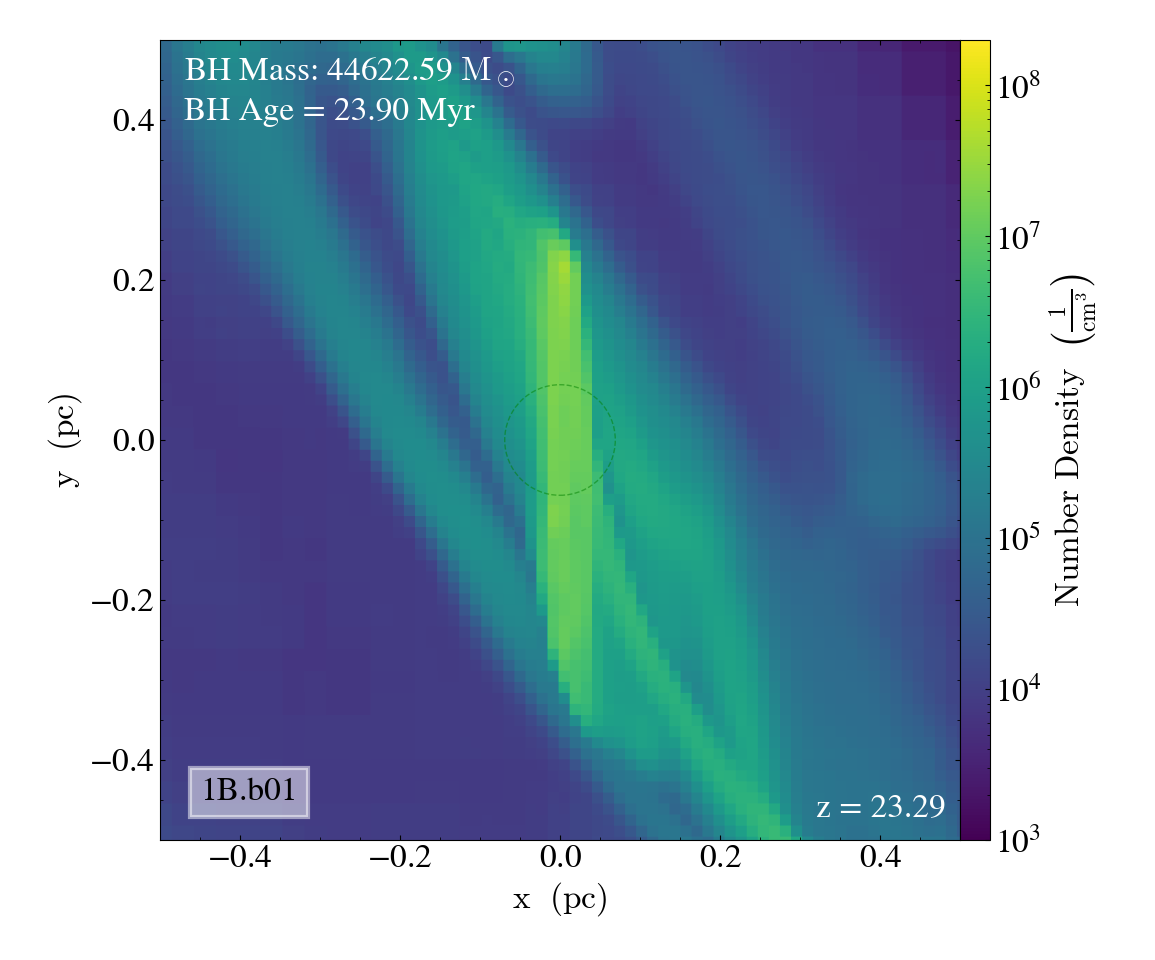 BH Mass: 44622.59 M⊙
BH Age = 23.90 Myr
0.4
0.2
0.0
−0.2
−0.4
y (pc)
1B.b01
z = 23.29
−0.4 −0.2 0.0 0.2 0.4
x (pc)
10^8
10^7
10^6
10^5
10^4
10^3
Number Density (1/cm^3)